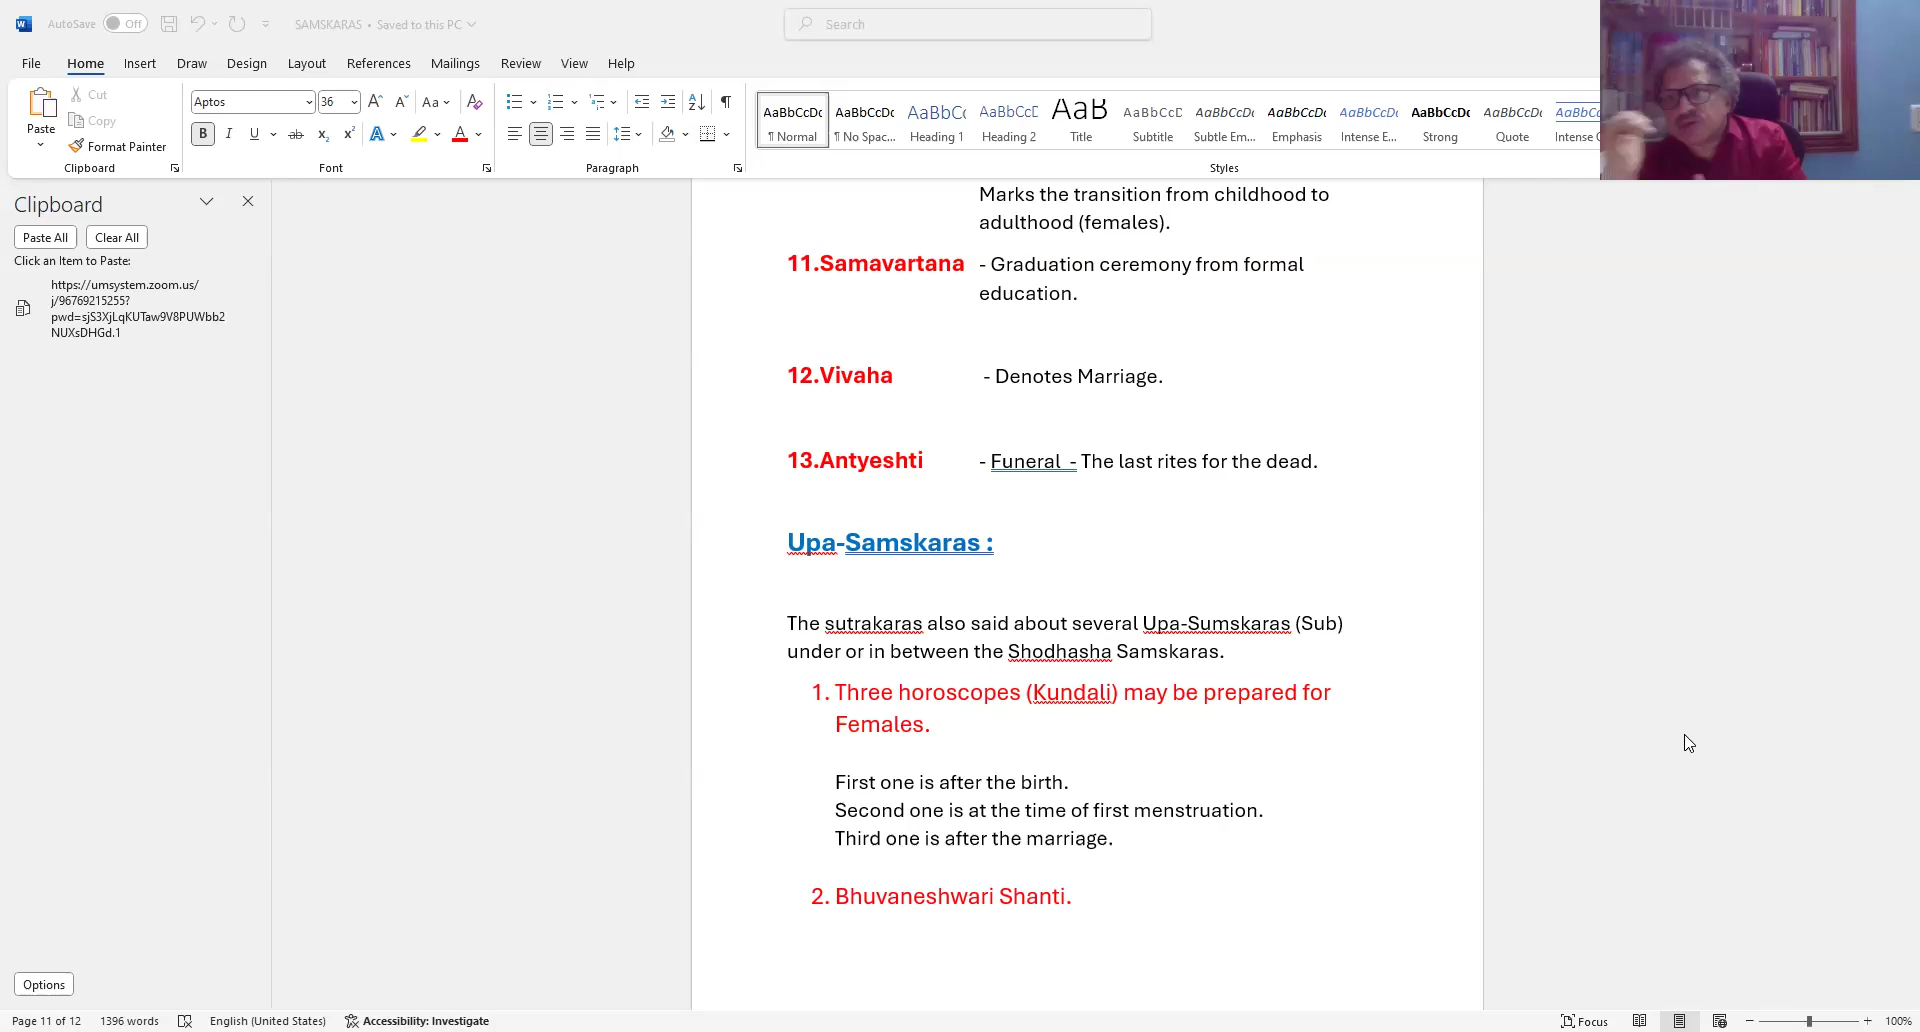 AutoSave Off SAMSKARAS • Saved to this PC Search
File Home Insert Draw Design Layout References Mailings Review View Help
Paste Cut Copy Format Painter
Aptos 36
AaBbCcDc AaBbCcDc AaBbCc AaBbCcD AaB AaBbCcD AaBbCcDc AaBbCcDc AaBbCcDc AaBbCcDc AaBbCcDc AaBbCcDc
¶ Normal ¶ No Spac... Heading 1 Heading 2 Title Subtitle Subtle Em... Emphasis Intense E... Strong Quote Intense
Clipboard Font Paragraph Styles
Clipboard
Paste All Clear All
Click an Item to Paste:
https://umsystem.zoom.us/
j/96769215255?
pwd=sjS3XjLqKUTaw9V8PUWbb2
NUXsDHGd.1
Options
Marks the transition from childhood to
adulthood (females).
11.Samavartana - Graduation ceremony from formal
education.
12.Vivaha - Denotes Marriage.
13.Antyeshti - Funeral - The last rites for the dead.
Upa-Samskaras :
The sutrakaras also said about several Upa-Sumskaras (Sub)
under or in between the Shodhasha Samskaras.
1. Three horoscopes (Kundali) may be prepared for
Females.
First one is after the birth.
Second one is at the time of first menstruation.
Third one is after the marriage.
2. Bhuvaneshwari Shanti.
Page 11 of 12 1396 words English (United States) Accessibility: Investigate Focus 100%